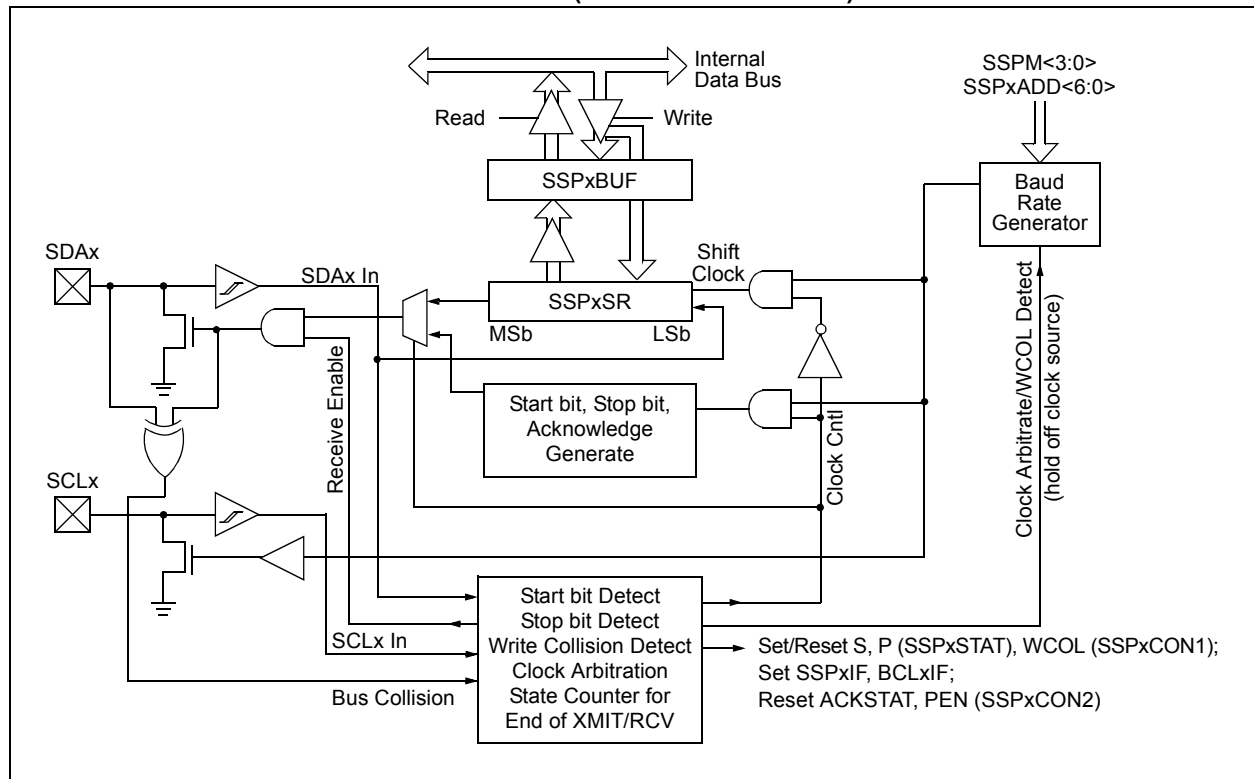 Internal
Data Bus
SSPM<3:0>
SSPxADD<6:0>
Read
Write
SSPxBUF
Baud
Rate
Generator
SDAx
SDAx In
Shift
Clock
SSPxSR
MSb
LSb
Clock Arbitrate/WCOL Detect
(hold off clock source)
Receive Enable
Start bit, Stop bit,
Acknowledge
Generate
Clock Cntl
SCLx
SCLx In
Bus Collision
Start bit Detect
Stop bit Detect
Write Collision Detect
Clock Arbitration
State Counter for
End of XMIT/RCV
Set/Reset S, P (SSPxSTAT), WCOL (SSPxCON1);
Set SSPxIF, BCLxIF;
Reset ACKSTAT, PEN (SSPxCON2)